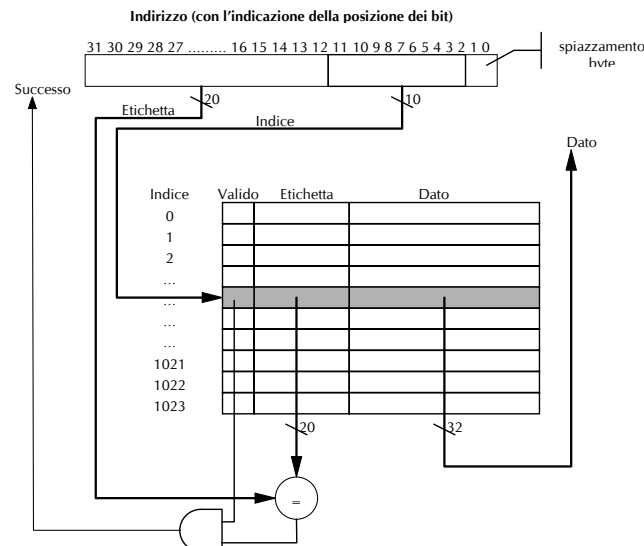 Indirizzo (con l'indicazione della posizione dei bit)
31 30 29 28 27 ......... 16 15 14 13 12 11 10 9 8 7 6 5 4 3 2 1 0
spiazzamento
byte
Successo
20
10
Etichetta
Indice
Dato
Indice Valido Etichetta Dato
0
1
2
...
...
...
...
1021
1022
1023
20
32
=